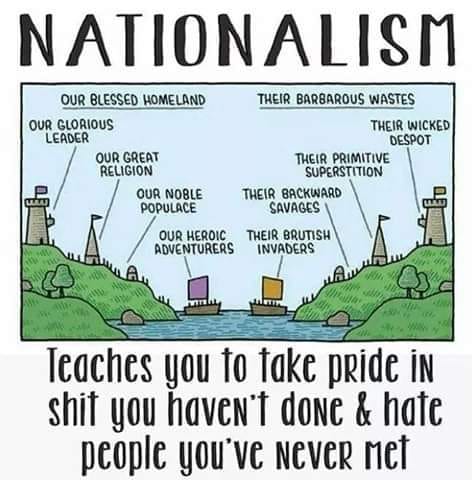 NATIONALISM
OUR BLESSED HOMELAND
THEIR BARBAROUS WASTES
OUR GLORIOUS
LEADER
THEIR WICKED
DESPOT
OUR GREAT
RELIGION
THEIR PRIMITIVE
SUPERSTITION
OUR NOBLE
POPULACE
THEIR BACKWARD
SAVAGES
OUR HEROIC
ADVENTURERS
THEIR BRUTISH
INVADERS
Teaches you to take pride in
shit you haven't done & hate
people you've never met